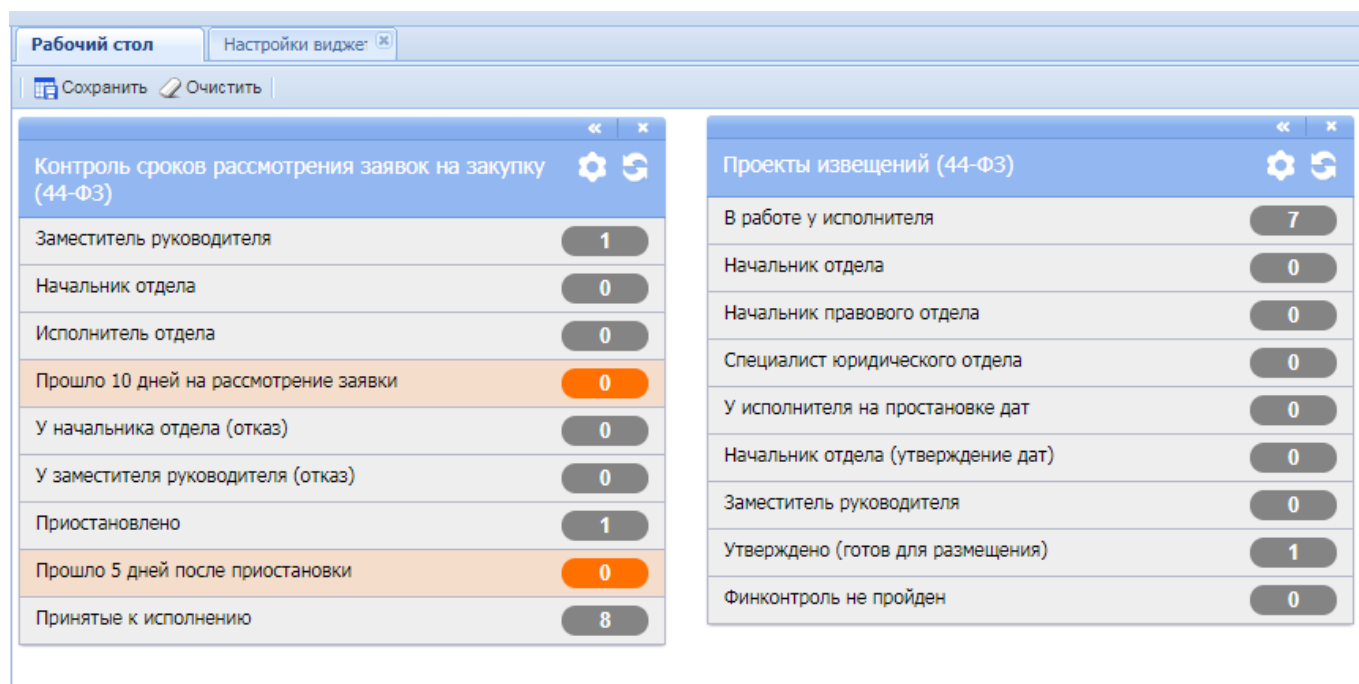 Рабочий стол
Настройки виджет
Сохранить Очистить
Контроль сроков рассмотрения заявок на закупку
(44-ФЗ)
Заместитель руководителя 1
Начальник отдела 0
Исполнитель отдела 0
Прошло 10 дней на рассмотрение заявки 0
У начальника отдела (отказ) 0
У заместителя руководителя (отказ) 0
Приостановлено 1
Прошло 5 дней после приостановки 0
Принятые к исполнению 8
Проекты извещений (44-ФЗ)
В работе у исполнителя 7
Начальник отдела 0
Начальник правового отдела 0
Специалист юридического отдела 0
У исполнителя на простановке дат 0
Начальник отдела (утверждение дат) 0
Заместитель руководителя 0
Утверждено (готов для размещения) 1
Финконтроль не пройден 0